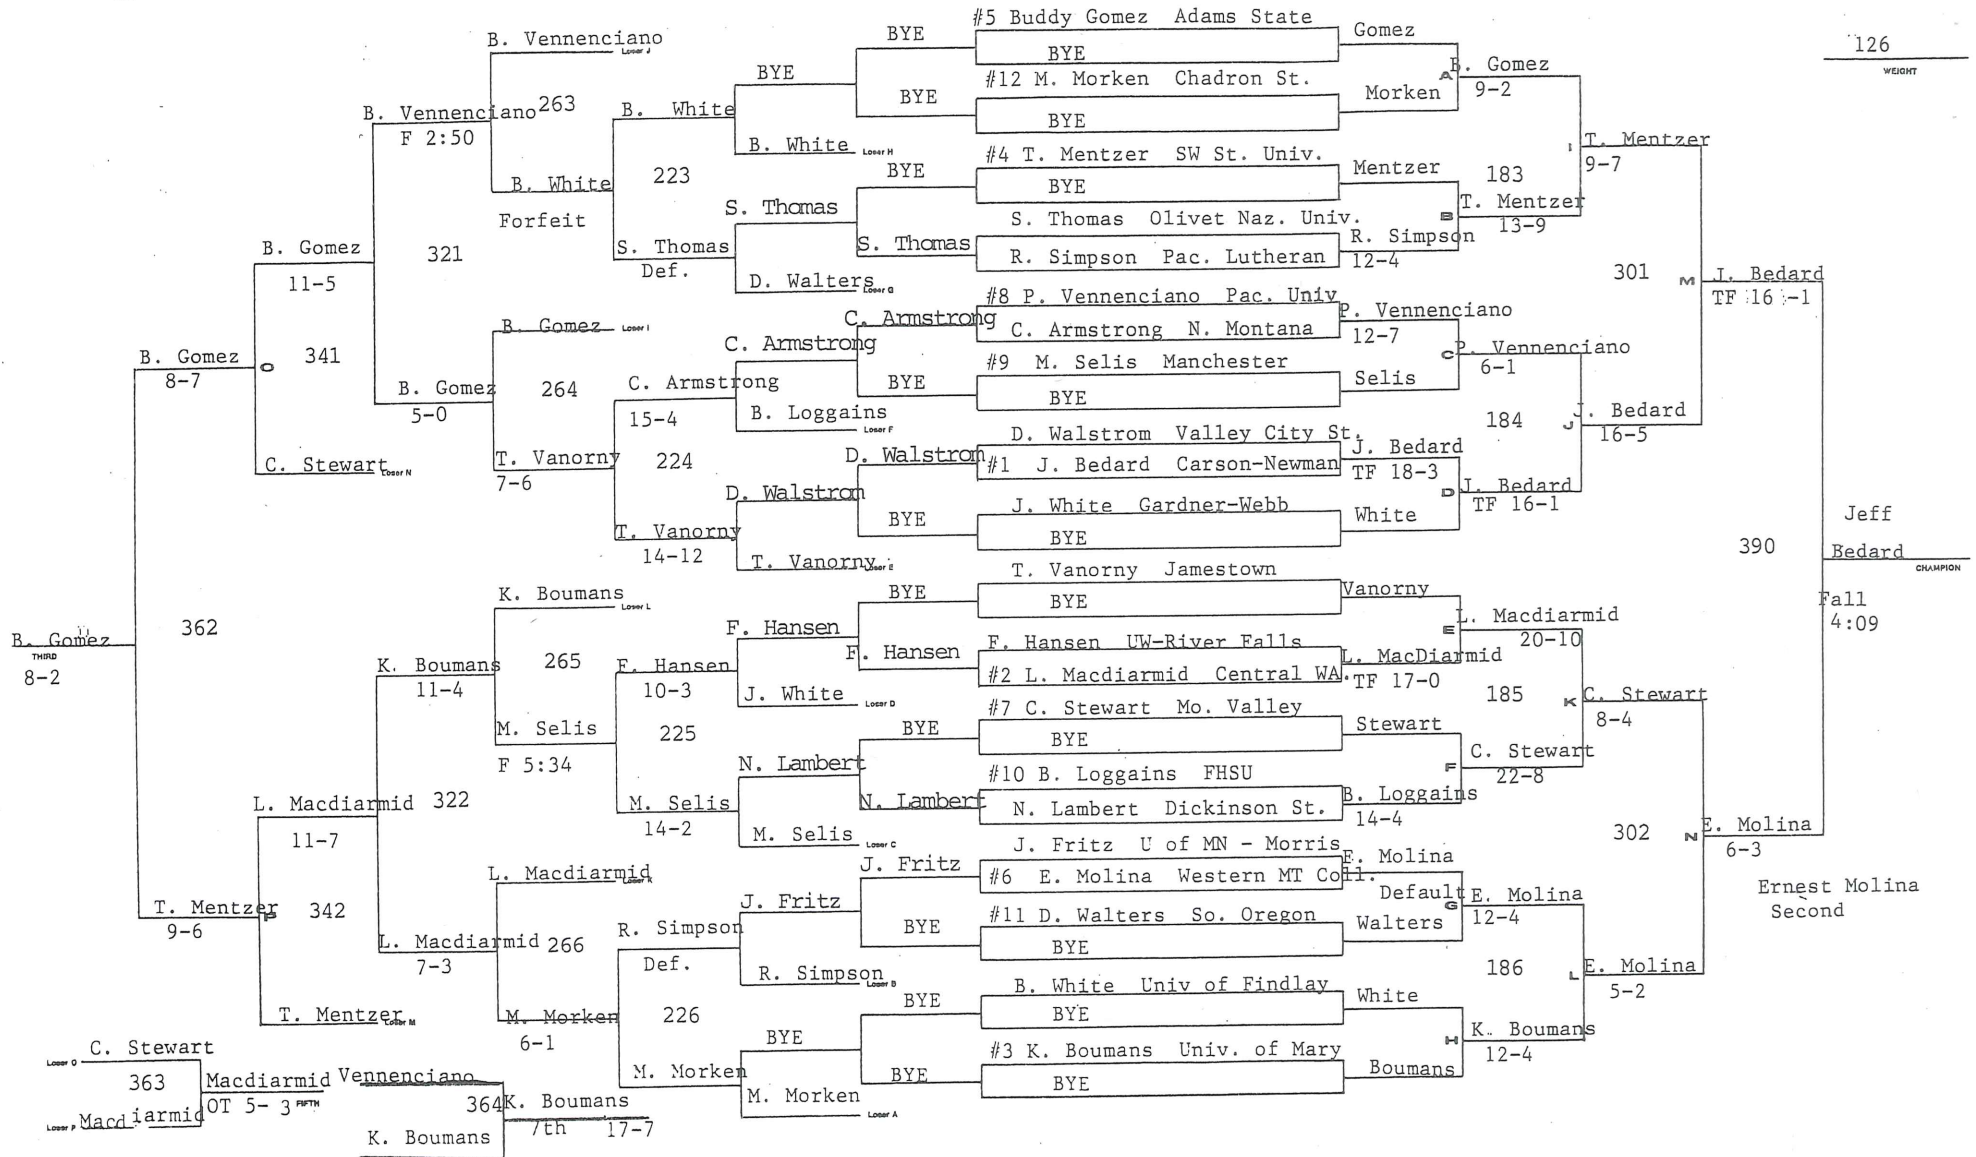 126
WEIGHT
#5 Buddy Gomez Adams State
BYE
#12 M. Morken Chadron St.
BYE
#4 T. Mentzer SW St. Univ.
BYE
S. Thomas Olivet Naz. Univ.
R. Simpson Pac. Lutheran
#8 P. Vennenciano Pac. Univ
C. Armstrong N. Montana
#9 M. Selis Manchester
BYE
D. Walstrom Valley City St.
#1 J. Bedard Carson-Newman
J. White Gardner-Webb
BYE
T. Vanorny Jamestown
BYE
F. Hansen UW-River Falls
#2 L. Macdiarmid Central WA.
#7 C. Stewart Mo. Valley
BYE
#10 B. Loggains FHSU
N. Lambert Dickinson St.
J. Fritz U of MN - Morris
#6 E. Molina Western MT Coll.
#11 D. Walters So. Oregon
BYE
B. White Univ of Findlay
BYE
#3 K. Boumans Univ. of Mary
BYE
Gomez
Morken
Mentzer
R. Simpson
12-4
P. Vennenciano
12-7
Selis
J. Bedard
TF 18-3
White
Vanorny
L. MacDiarmid
TF 17-0
Stewart
B. Loggains
14-4
E. Molina
Default
Walters
White
Boumans
A
B. Gomez
9-2
183
B
T. Mentzer
13-9
C
P. Vennenciano
6-1
184
D
J. Bedard
TF 16-1
E
L. Macdiarmid
20-10
185
F
C. Stewart
22-8
G
E. Molina
12-4
186
H
K. Boumans
12-4
I
T. Mentzer
9-7
301
J
J. Bedard
16-5
K
C. Stewart
8-4
302
L
E. Molina
5-2
M
J. Bedard
TF 16 -1
390
N
E. Molina
6-3
Jeff
Bedard
CHAMPION
Fall
4:09
Ernest Molina
Second
BYE
BYE
BYE
S. Thomas
C. Armstrong
BYE
D. Walstrom
BYE
BYE
F. Hansen
BYE
N. Lambert
J. Fritz
BYE
BYE
BYE
BYE
B. White Loser H
S. Thomas
D. Walters Loser G
C. Armstrong
B. Loggains
Loser F
D. Walstrom
T. Vanorny Loser E
F. Hansen
J. White Loser D
N. Lambert
M. Selis Loser C
J. Fritz
R. Simpson Loser B
BYE
M. Morken
Loser A
B. White
223
S. Thomas
Def.
C. Armstrong
15-4
224
T. Vanorny
14-12
F. Hansen
10-3
225
M. Selis
14-2
R. Simpson
Def.
226
M. Morken
B. Vennenciano
Loser J
263
B. White
Forfeit
B. Gomez Loser I
264
T. Vanorny
7-6
K. Boumans
Loser L
265
M. Selis
F 5:34
L. Macdiarmid
Loser K
266
M. Morken
6-1
B. Vennenciano
F 2:50
321
B. Gomez
5-0
K. Boumans
11-4
322
L. Macdiarmid
7-3
B. Gomez
11-5
341
O
C. Stewart Loser N
L. Macdiarmid
11-7
342
P
T. Mentzer Loser M
B. Gomez
8-7
362
T. Mentzer
9-6
B. Gomez
THIRD
8-2
Loser O C. Stewart
363
Loser P Macdiarmid
Macdiarmid
OT 5- 3 FIFTH
Vennenciano
364
K. Boumans
K. Boumans
7th 17-7